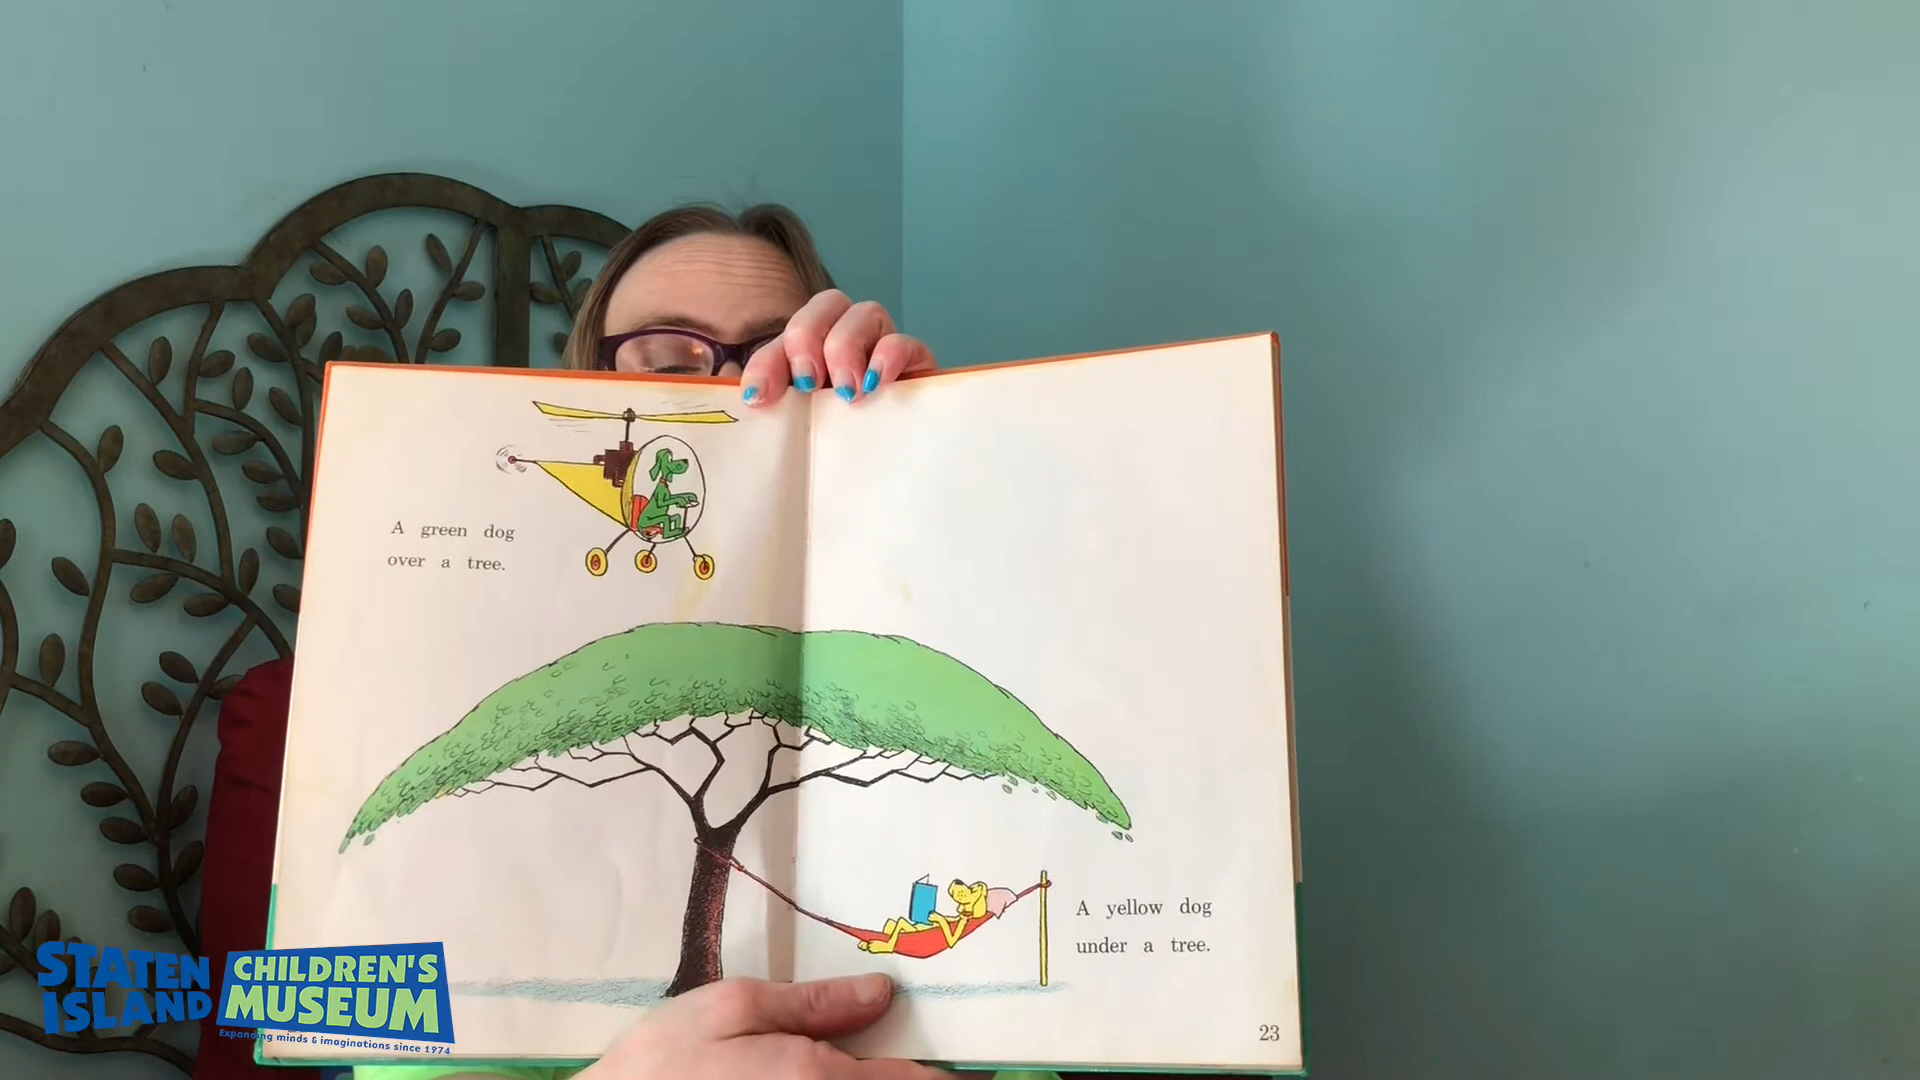 A green dog
over a tree.
A yellow dog
under a tree.
23
STATEN
ISLAND
CHILDREN'S
MUSEUM
Expanding minds & imaginations since 1974